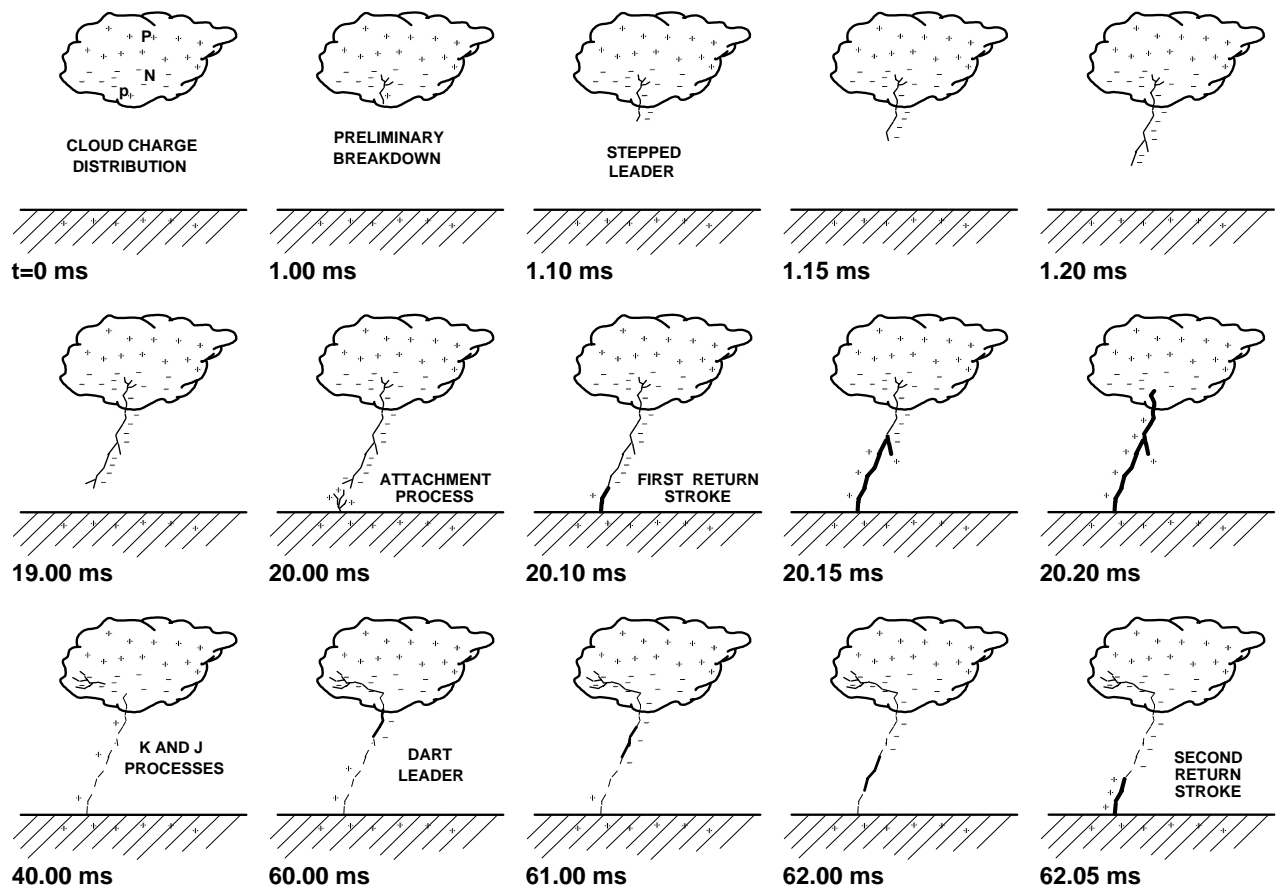 P
N
p
CLOUD CHARGE
DISTRIBUTION
t=0 ms
PRELIMINARY
BREAKDOWN
1.00 ms
STEPPED
LEADER
1.10 ms
1.15 ms
1.20 ms
19.00 ms
ATTACHMENT
PROCESS
20.00 ms
FIRST RETURN
STROKE
20.10 ms
20.15 ms
20.20 ms
K AND J
PROCESSES
40.00 ms
DART
LEADER
60.00 ms
61.00 ms
62.00 ms
SECOND
RETURN
STROKE
62.05 ms